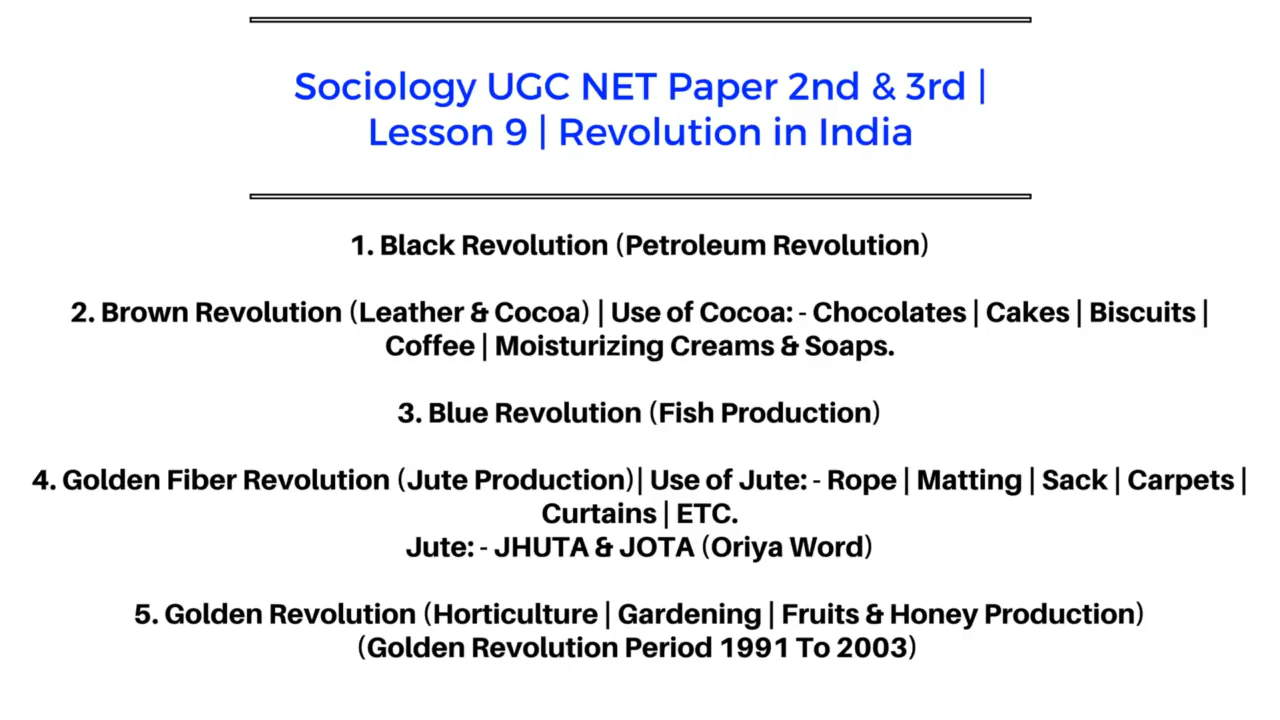 Sociology UGC NET Paper 2nd & 3rd |
Lesson 9 | Revolution in India
1. Black Revolution (Petroleum Revolution)
2. Brown Revolution (Leather & Cocoa) | Use of Cocoa: - Chocolates | Cakes | Biscuits |
Coffee | Moisturizing Creams & Soaps.
3. Blue Revolution (Fish Production)
4. Golden Fiber Revolution (Jute Production)| Use of Jute: - Rope | Matting | Sack | Carpets |
Curtains | ETC.
Jute: - JHUTA & JOTA (Oriya Word)
5. Golden Revolution (Horticulture | Gardening | Fruits & Honey Production)
(Golden Revolution Period 1991 To 2003)